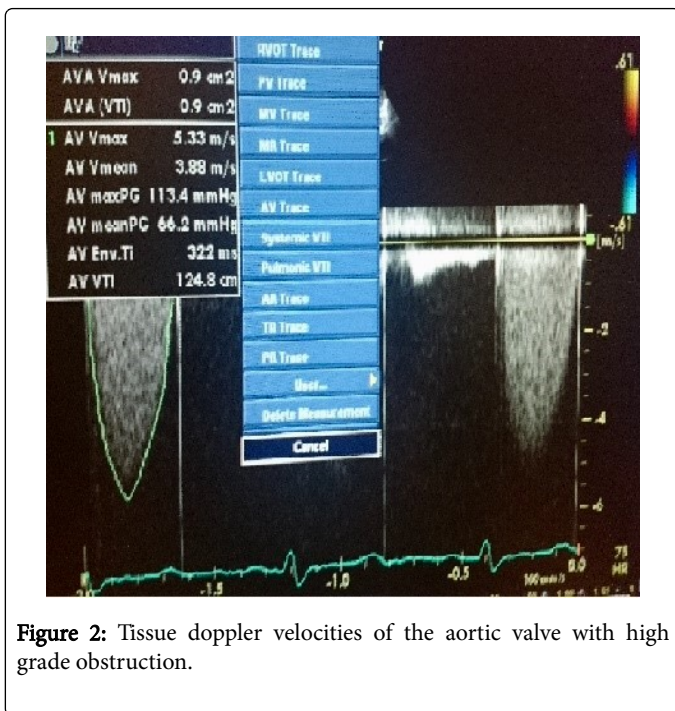 AVA Vmax 0.9 cm2
AVA (VTI) 0.9 cm2
1 AV Vmax 5.33 m/s
AV Vmean 3.88 m/s
AV maxPG 113.4 mmHg
AV meanPG 66.2 mmHg
AV Env.Ti 322 ms
AV VTI 124.8 cm
RVOT Trace
PV Trace
MV Trace
MR Trace
LVOT Trace
AV Trace
Systemic VTI
Pulmonic VTI
AR Trace
TR Trace
PR Trace
User...
Delete Measurement
Cancel
.61
-.61
[m/s]
-2
-4
-6
-1.5
-1.0
-0.5
0.0
75
HR
Figure 2: Tissue doppler velocities of the aortic valve with high
grade obstruction.